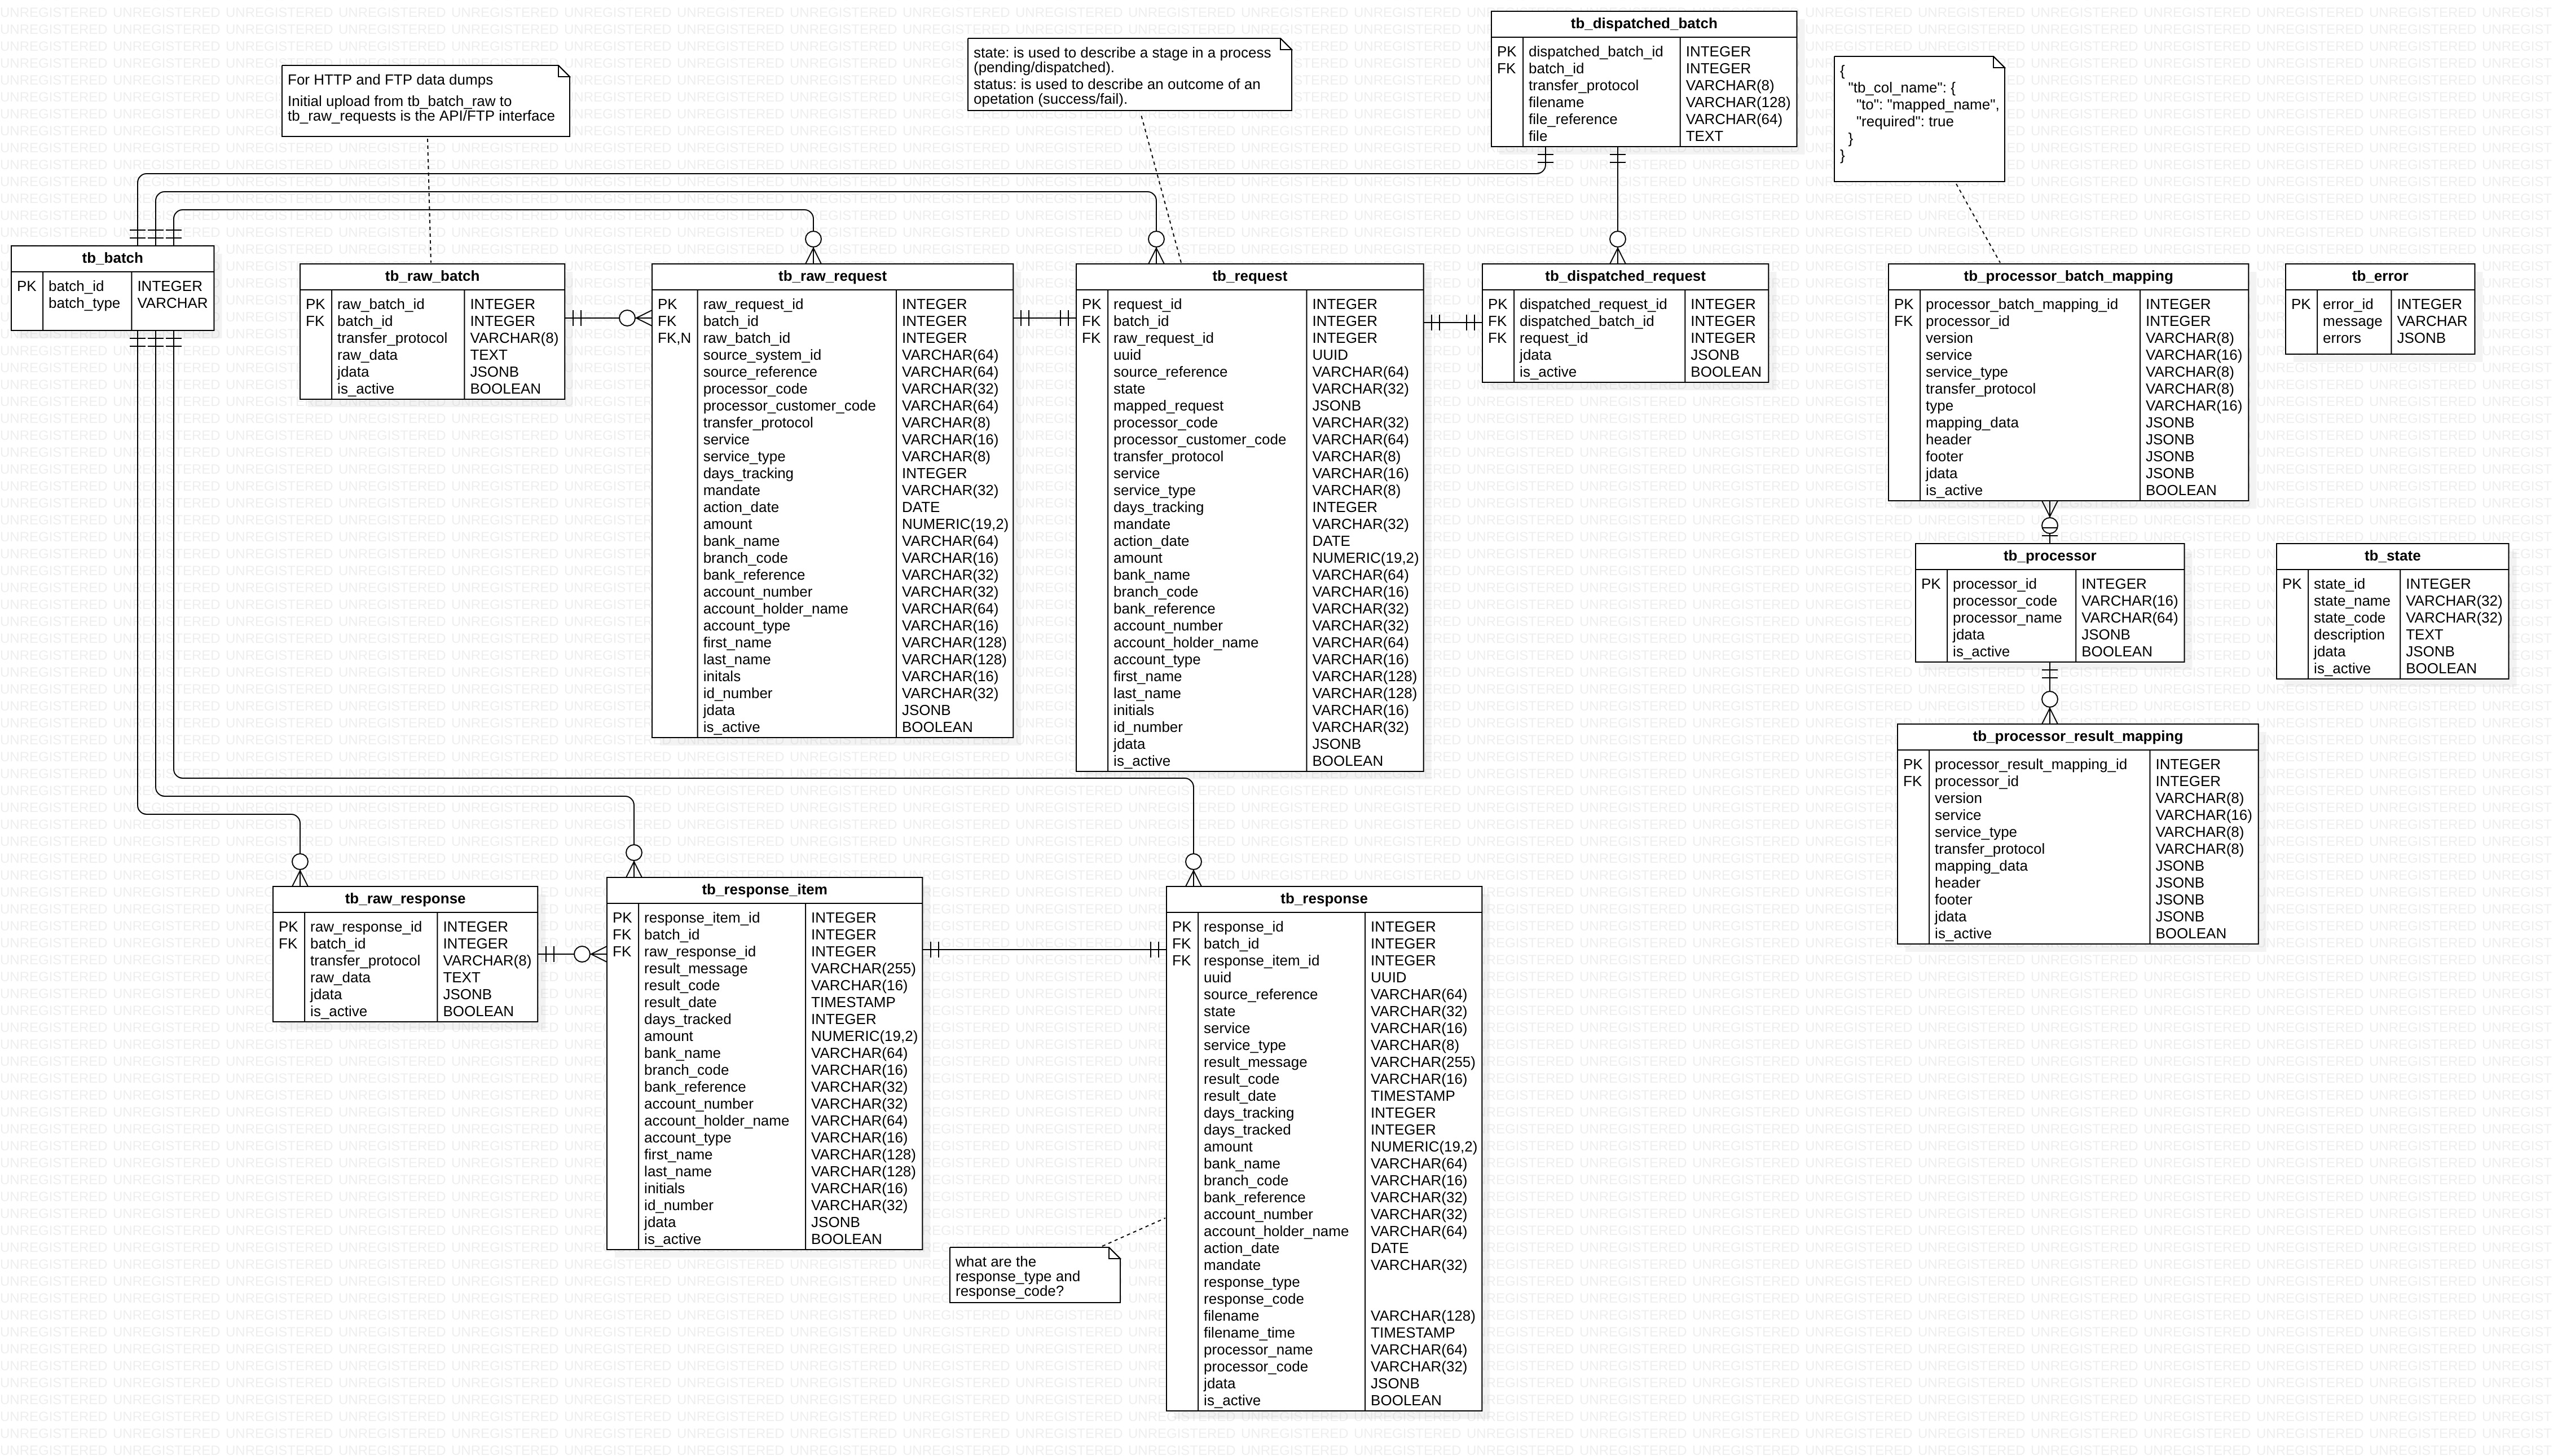 tb_dispatched_batch
PK dispatched_batch_id INTEGER
FK batch_id INTEGER
transfer_protocol VARCHAR(8)
filename VARCHAR(128)
file_reference VARCHAR(64)
file TEXT
For HTTP and FTP data dumps
Initial upload from tb_batch_raw to
tb_raw_requests is the API/FTP interface
state: is used to describe a stage in a process
(pending/dispatched).
status: is used to describe an outcome of an
opetation (success/fail).
{
"tb_col_name": {
"to": "mapped_name",
"required": true
}
}
tb_batch
PK batch_id INTEGER
batch_type VARCHAR
tb_raw_batch
PK raw_batch_id INTEGER
FK batch_id INTEGER
transfer_protocol VARCHAR(8)
raw_data TEXT
jdata JSONB
is_active BOOLEAN
tb_raw_request
PK raw_request_id INTEGER
FK batch_id INTEGER
FK,N raw_batch_id INTEGER
source_system_id VARCHAR(64)
source_reference VARCHAR(64)
processor_code VARCHAR(32)
processor_customer_code VARCHAR(64)
transfer_protocol VARCHAR(8)
service VARCHAR(16)
service_type VARCHAR(8)
days_tracking INTEGER
mandate VARCHAR(32)
action_date DATE
amount NUMERIC(19,2)
bank_name VARCHAR(64)
branch_code VARCHAR(16)
bank_reference VARCHAR(32)
account_number VARCHAR(32)
account_holder_name VARCHAR(64)
account_type VARCHAR(16)
first_name VARCHAR(128)
last_name VARCHAR(128)
initals VARCHAR(16)
id_number VARCHAR(32)
jdata JSONB
is_active BOOLEAN
tb_request
PK request_id INTEGER
FK batch_id INTEGER
FK raw_request_id INTEGER
uuid UUID
source_reference VARCHAR(64)
state VARCHAR(32)
mapped_request JSONB
processor_code VARCHAR(32)
processor_customer_code VARCHAR(64)
transfer_protocol VARCHAR(8)
service VARCHAR(16)
service_type VARCHAR(8)
days_tracking INTEGER
mandate VARCHAR(32)
action_date DATE
amount NUMERIC(19,2)
bank_name VARCHAR(64)
branch_code VARCHAR(16)
bank_reference VARCHAR(32)
account_number VARCHAR(32)
account_holder_name VARCHAR(64)
account_type VARCHAR(16)
first_name VARCHAR(128)
last_name VARCHAR(128)
initials VARCHAR(16)
id_number VARCHAR(32)
jdata JSONB
is_active BOOLEAN
tb_dispatched_request
PK dispatched_request_id INTEGER
FK dispatched_batch_id INTEGER
FK request_id INTEGER
jdata JSONB
is_active BOOLEAN
tb_processor_batch_mapping
PK processor_batch_mapping_id INTEGER
FK processor_id INTEGER
version VARCHAR(8)
service VARCHAR(16)
service_type VARCHAR(8)
transfer_protocol VARCHAR(8)
type VARCHAR(16)
mapping_data JSONB
header JSONB
footer JSONB
jdata JSONB
is_active BOOLEAN
tb_error
PK error_id INTEGER
message VARCHAR
errors JSONB
tb_processor
PK processor_id INTEGER
processor_code VARCHAR(16)
processor_name VARCHAR(64)
jdata JSONB
is_active BOOLEAN
tb_state
PK state_id INTEGER
state_name VARCHAR(32)
state_code VARCHAR(32)
description TEXT
jdata JSONB
is_active BOOLEAN
tb_processor_result_mapping
PK processor_result_mapping_id INTEGER
FK processor_id INTEGER
version VARCHAR(8)
service VARCHAR(16)
service_type VARCHAR(8)
transfer_protocol VARCHAR(8)
mapping_data JSONB
header JSONB
footer JSONB
jdata JSONB
is_active BOOLEAN
tb_raw_response
PK raw_response_id INTEGER
FK batch_id INTEGER
transfer_protocol VARCHAR(8)
raw_data TEXT
jdata JSONB
is_active BOOLEAN
tb_response_item
PK response_item_id INTEGER
FK batch_id INTEGER
FK raw_response_id INTEGER
result_message VARCHAR(255)
result_code VARCHAR(16)
result_date TIMESTAMP
days_tracked INTEGER
amount NUMERIC(19,2)
bank_name VARCHAR(64)
branch_code VARCHAR(16)
bank_reference VARCHAR(32)
account_number VARCHAR(32)
account_holder_name VARCHAR(64)
account_type VARCHAR(16)
first_name VARCHAR(128)
last_name VARCHAR(128)
initials VARCHAR(16)
id_number VARCHAR(32)
jdata JSONB
is_active BOOLEAN
what are the
response_type and
response_code?
tb_response
PK response_id INTEGER
FK batch_id INTEGER
FK response_item_id INTEGER
uuid UUID
source_reference VARCHAR(64)
state VARCHAR(32)
service VARCHAR(16)
service_type VARCHAR(8)
result_message VARCHAR(255)
result_code VARCHAR(16)
result_date TIMESTAMP
days_tracking INTEGER
days_tracked INTEGER
amount NUMERIC(19,2)
bank_name VARCHAR(64)
branch_code VARCHAR(16)
bank_reference VARCHAR(32)
account_number VARCHAR(32)
account_holder_name VARCHAR(64)
action_date DATE
mandate VARCHAR(32)
response_type
response_code
filename VARCHAR(128)
filename_time TIMESTAMP
processor_name VARCHAR(64)
processor_code VARCHAR(32)
jdata JSONB
is_active BOOLEAN
UNREGISTERED